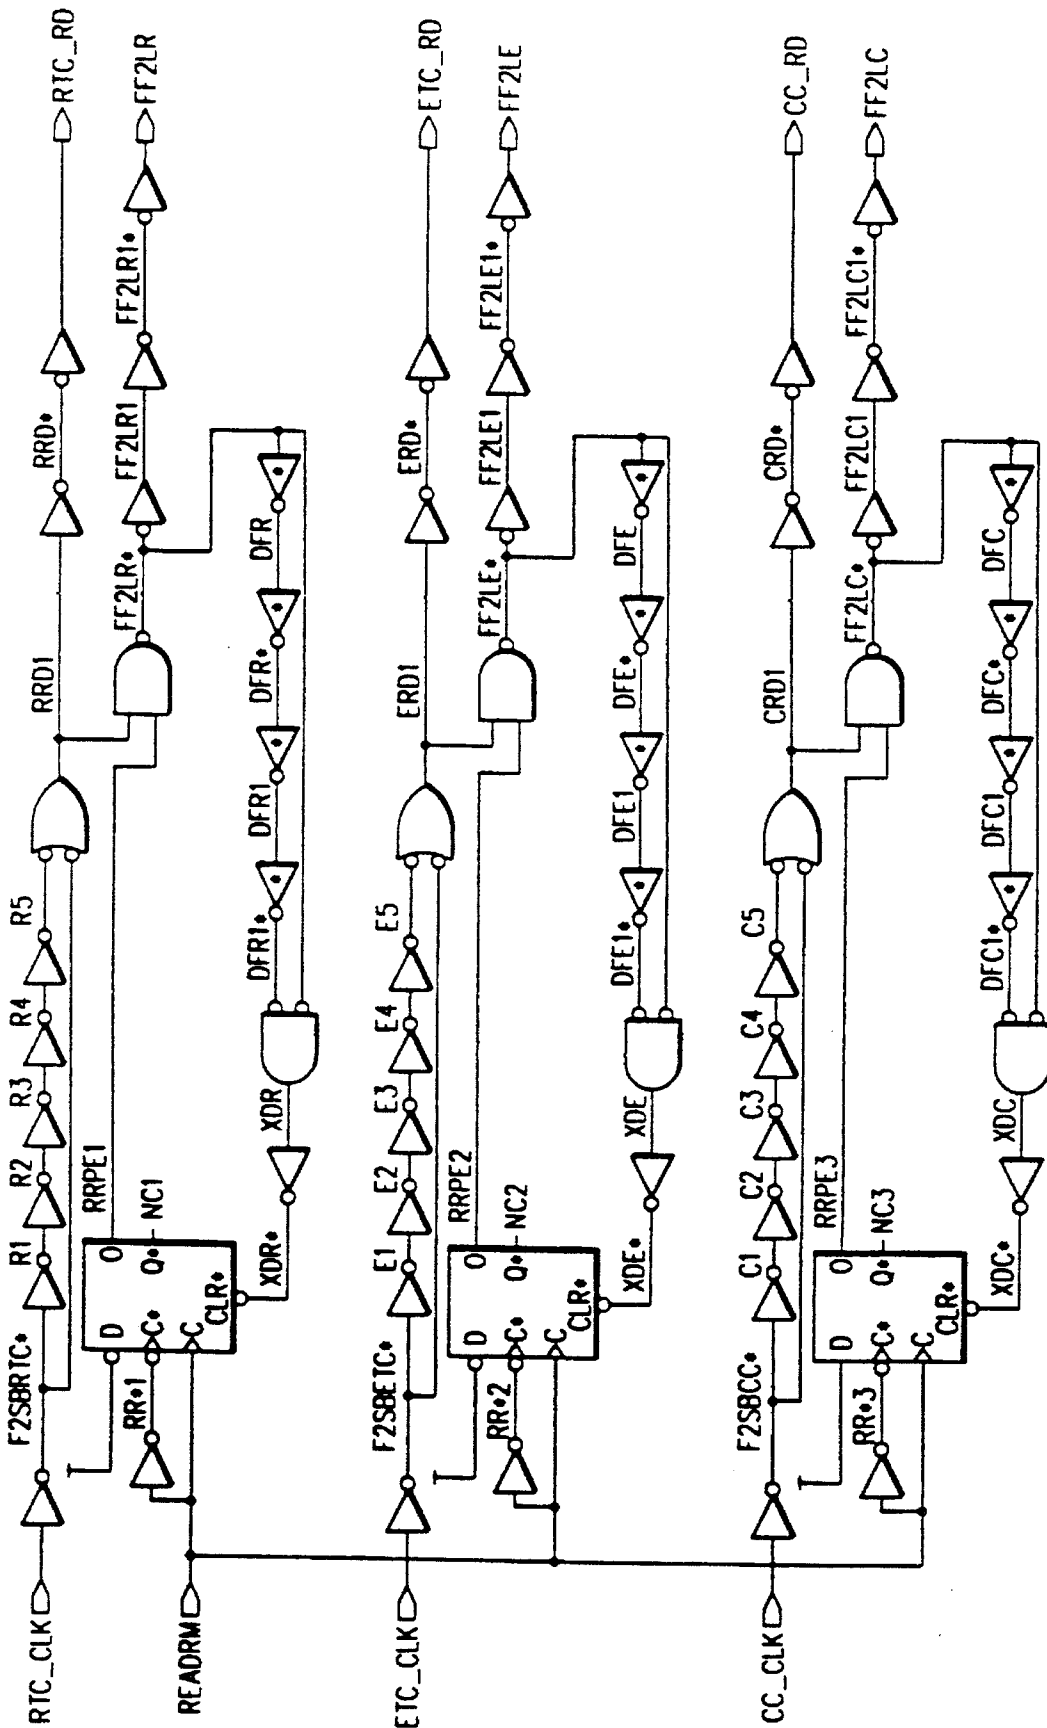 RTC_CLK
F2SBRTC*
R1
R2
R3
R4
R5
RRD1
RRD*
RTC_RD
READRM
RR*1
D
C*
C
Q
Q*
CLR*
NC1
RRPE1
FF2LR*
FF2LR1
FF2LR1*
FF2LR
XDR*
XDR
DFR1*
DFR1
DFR*
DFR
*
*
*
*
ETC_CLK
F2SBETC*
E1
E2
E3
E4
E5
ERD1
ERD*
ETC_RD
RR*2
D
C*
C
O
Q*
CLR*
NC2
RRPE2
FF2LE*
FF2LE1
FF2LE1*
FF2LE
XDE*
XDE
DFE1*
DFE1
DFE*
DFE
*
*
*
*
CC_CLK
F2SBCC*
C1
C2
C3
C4
C5
CRD1
CRD*
CC_RD
RR*3
D
C*
C
O
Q*
CLR*
NC3
RRPE3
FF2LC*
FF2LC1
FF2LC1*
FF2LC
XDC*
XDC
DFC1*
DFC1
DFC*
DFC
*
*
*
*